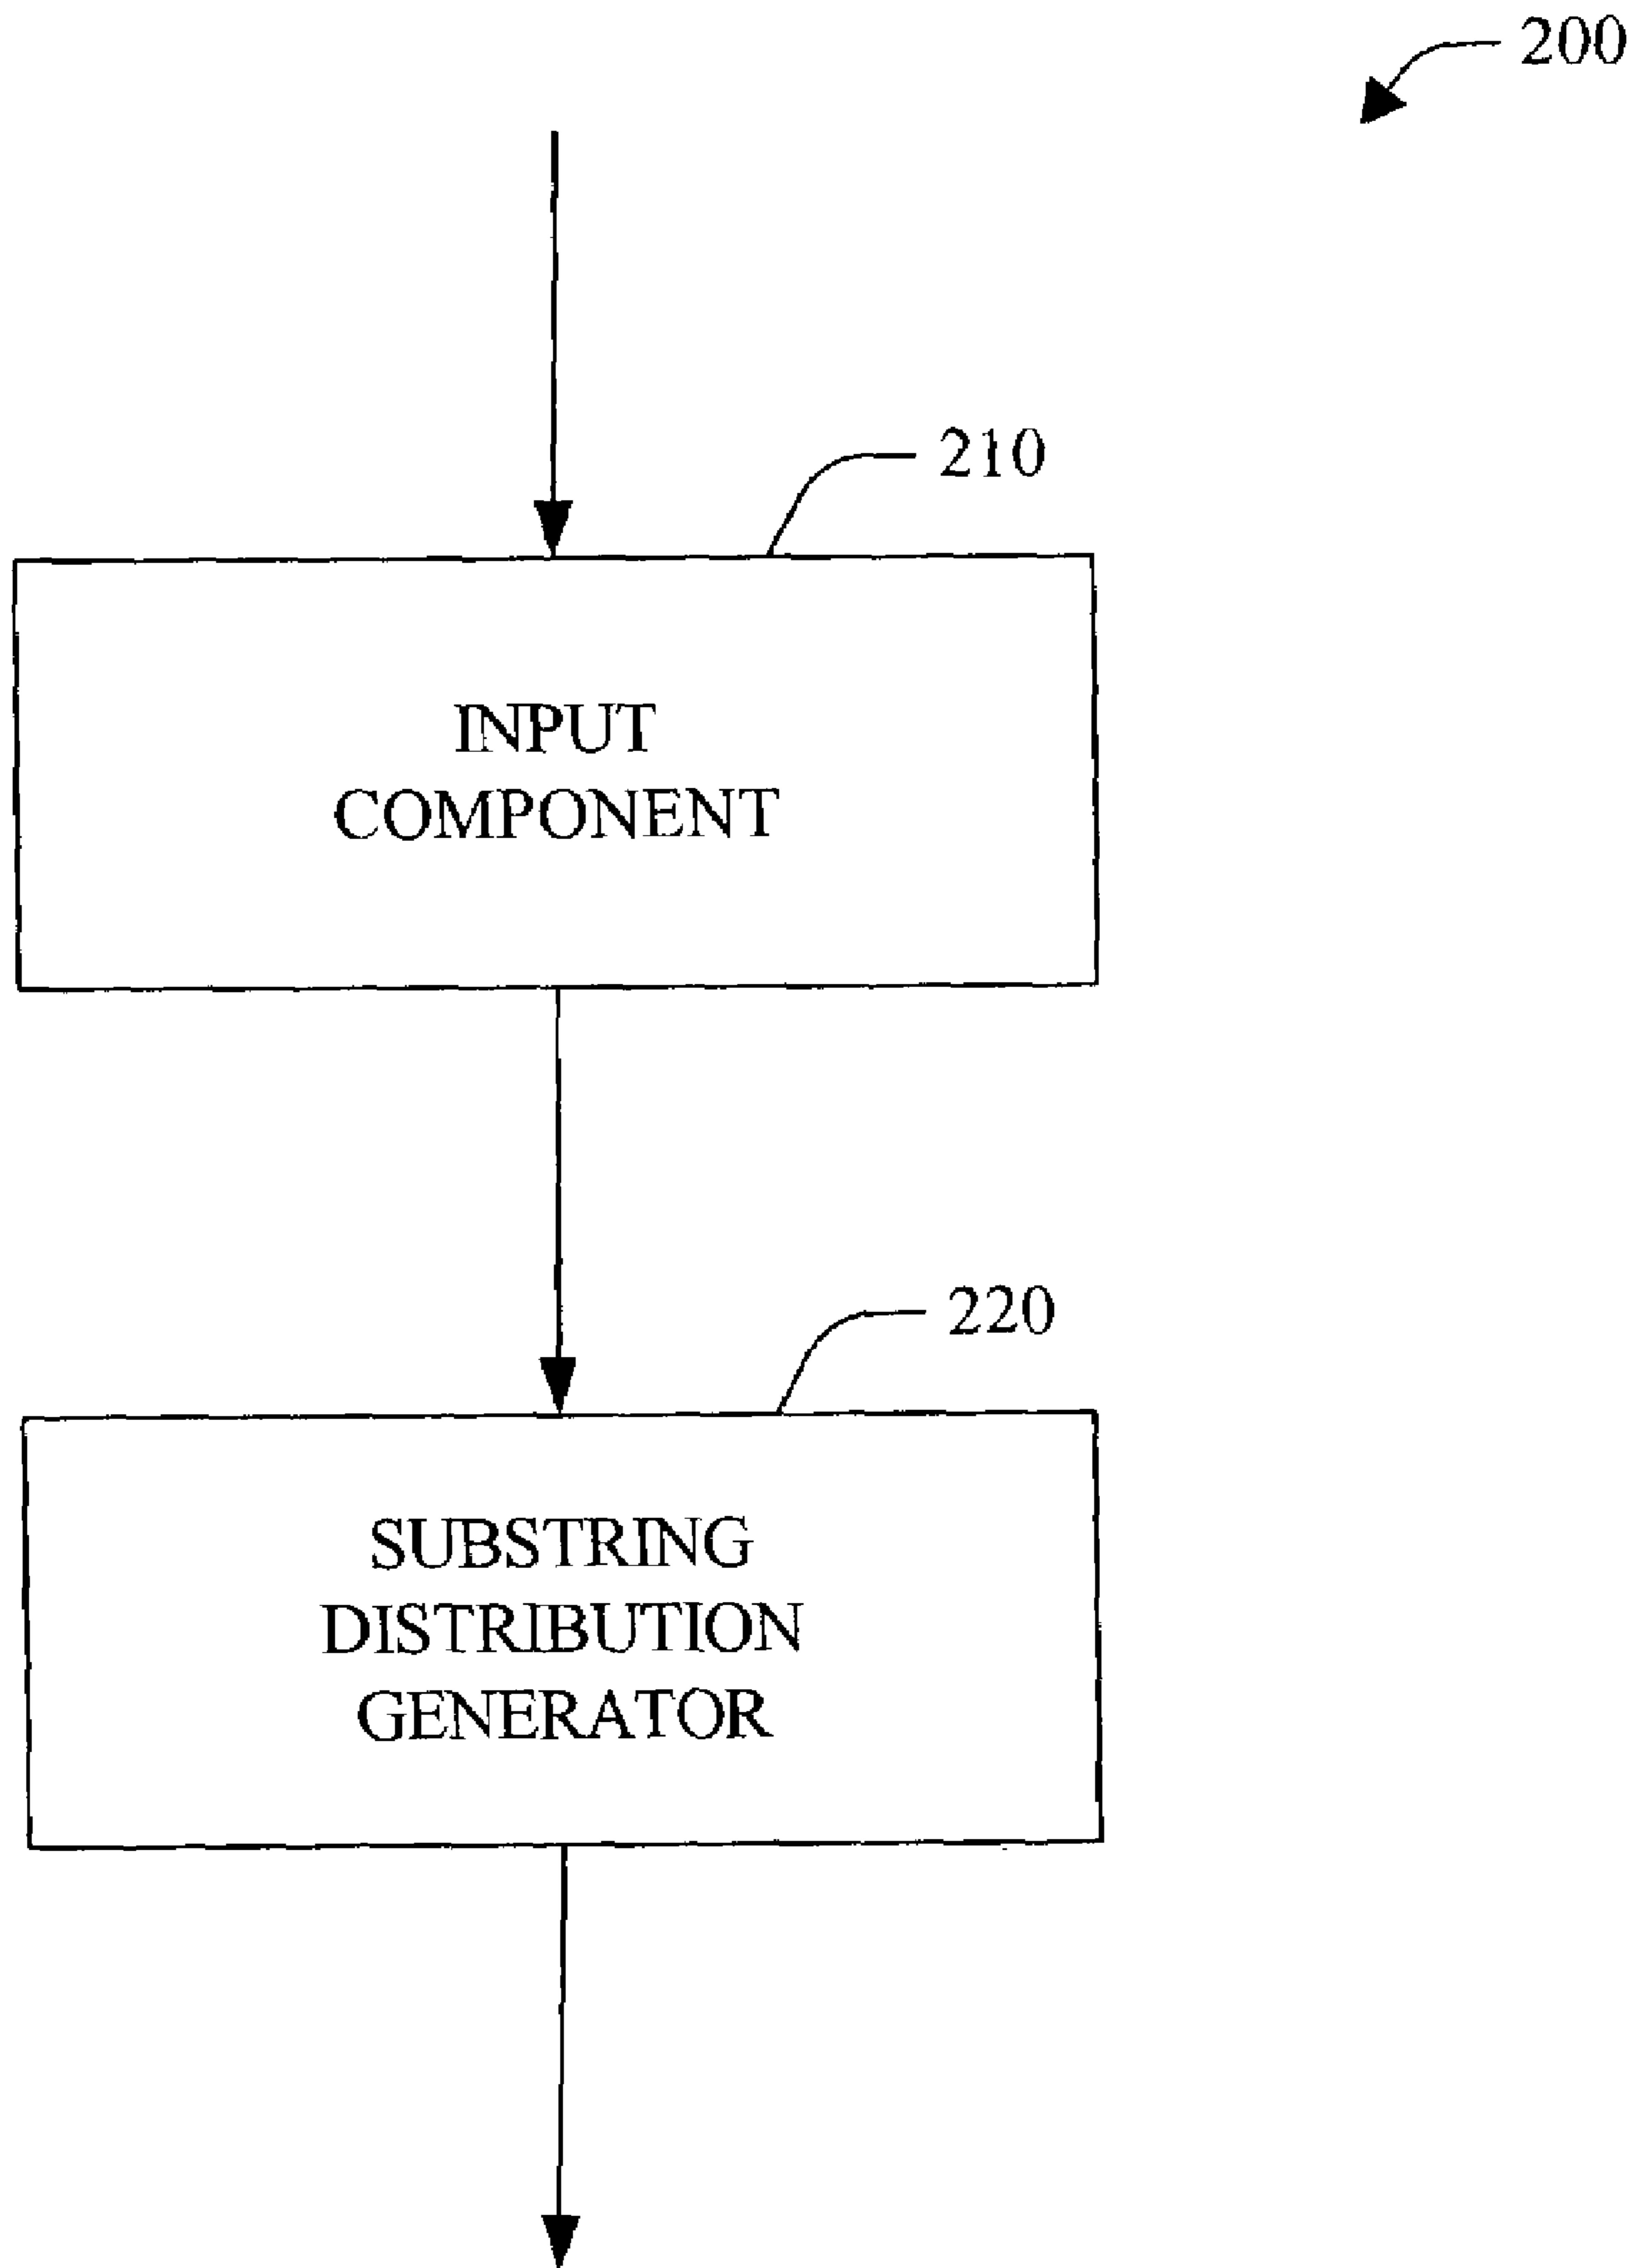 200
210
INPUT
COMPONENT
220
SUBSTRING
DISTRIBUTION
GENERATOR